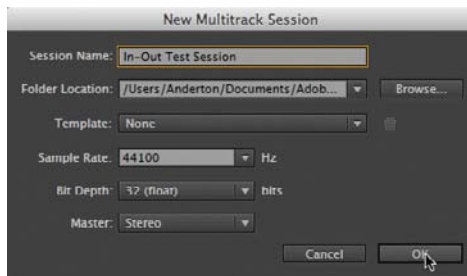 New Multitrack Session
Session Name: In-Out Test Session
Folder Location: /Users/Anderton/Documents/Adob... Browse...
Template: None
Sample Rate: 44100 Hz
Bit Depth: 32 (float) bits
Master: Stereo
Cancel OK